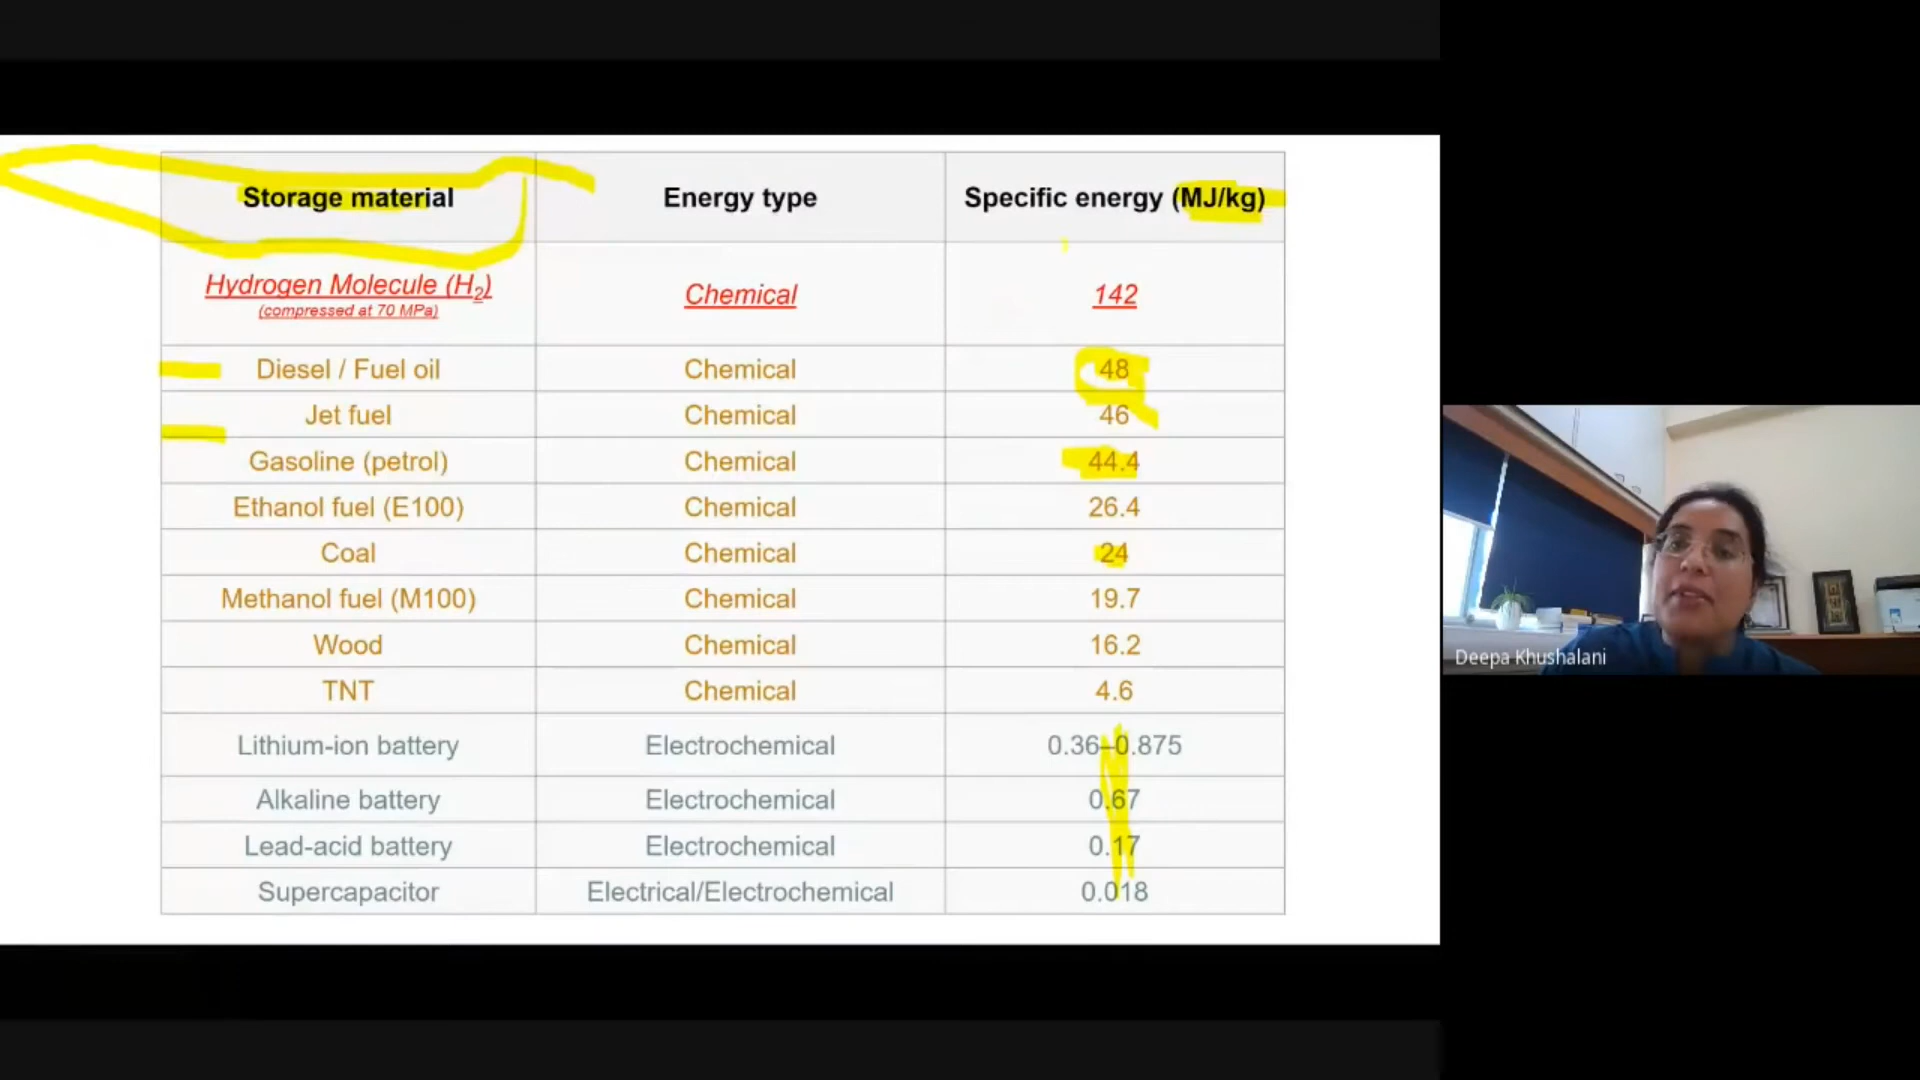 Storage material Energy type Specific energy (MJ/kg)
Hydrogen Molecule (H₂) Chemical 142
(compressed at 70 MPa)
Diesel / Fuel oil Chemical 48
Jet fuel Chemical 46
Gasoline (petrol) Chemical 44.4
Ethanol fuel (E100) Chemical 26.4
Coal Chemical 24
Methanol fuel (M100) Chemical 19.7
Wood Chemical 16.2
TNT Chemical 4.6
Lithium-ion battery Electrochemical 0.36–0.875
Alkaline battery Electrochemical 0.67
Lead-acid battery Electrochemical 0.17
Supercapacitor Electrical/Electrochemical 0.018
Deepa Khushalani